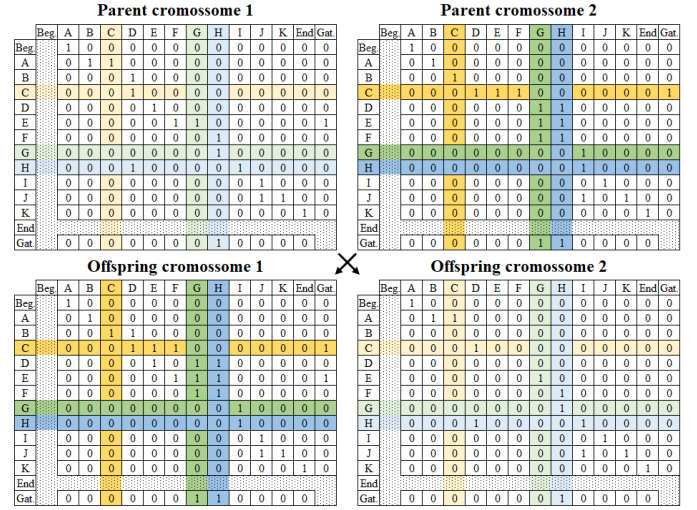 Parent cromossome 1
Beg. A B C D E F G H I J K End Gat.
Beg. 1 0 0 0 0 0 0 0 0 0 0 0 0
A 0 1 1 0 0 0 0 0 0 0 0 0 0
B 0 0 0 1 0 0 0 0 0 0 0 0 0
C 0 0 0 1 0 0 0 0 0 0 0 0 0
D 0 0 0 0 1 0 0 0 0 0 0 0 0
E 0 0 0 0 0 1 1 0 0 0 0 0 1
F 0 0 0 0 0 0 0 1 0 0 0 0 0
G 0 0 0 0 0 0 0 1 0 0 0 0 0
H 0 0 0 1 0 0 0 0 1 0 0 0 0
I 0 0 0 0 0 0 0 0 0 1 0 0 0
J 0 0 0 0 0 0 0 0 0 1 1 0 0
K 0 0 0 0 0 0 0 0 0 0 0 1 0
End
Gat. 0 0 0 0 0 0 0 1 0 0 0 0
Parent cromossome 2
Beg. A B C D E F G H I J K End Gat.
Beg. 1 0 0 0 0 0 0 0 0 0 0 0 0
A 0 1 0 0 0 0 0 0 0 0 0 0 0
B 0 0 1 0 0 0 0 0 0 0 0 0 0
C 0 0 0 1 1 1 0 0 0 0 0 0 1
D 0 0 0 0 0 0 1 1 0 0 0 0 0
E 0 0 0 0 0 0 1 1 0 0 0 0 0
F 0 0 0 0 0 0 1 1 0 0 0 0 0
G 0 0 0 0 0 0 0 0 1 0 0 0 0
H 0 0 0 0 0 0 0 0 1 0 0 0 0
I 0 0 0 0 0 0 0 0 0 1 0 0 0
J 0 0 0 0 0 0 0 0 1 0 1 0 0
K 0 0 0 0 0 0 0 0 0 0 0 1 0
End
Gat. 0 0 0 0 0 0 1 1 0 0 0 0
Offspring cromossome 1
Beg. A B C D E F G H I J K End Gat.
Beg. 1 0 0 0 0 0 0 0 0 0 0 0 0
A 0 1 0 0 0 0 0 0 0 0 0 0 0
B 0 0 1 1 0 0 0 0 0 0 0 0 0
C 0 0 0 1 1 1 0 0 0 0 0 0 1
D 0 0 0 0 1 0 1 1 0 0 0 0 0
E 0 0 0 0 0 1 1 1 0 0 0 0 1
F 0 0 0 0 0 0 1 1 0 0 0 0 0
G 0 0 0 0 0 0 0 0 1 0 0 0 0
H 0 0 0 0 0 0 0 0 1 0 0 0 0
I 0 0 0 0 0 0 0 0 0 1 0 0 0
J 0 0 0 0 0 0 0 0 0 1 1 0 0
K 0 0 0 0 0 0 0 0 0 0 0 1 0
End
Gat. 0 0 0 0 0 0 1 1 0 0 0 0
Offspring cromossome 2
Beg. A B C D E F G H I J K End Gat.
Beg. 1 0 0 0 0 0 0 0 0 0 0 0 0
A 0 1 1 0 0 0 0 0 0 0 0 0 0
B 0 0 0 0 0 0 0 0 0 0 0 0 0
C 0 0 0 1 0 0 0 0 0 0 0 0 0
D 0 0 0 0 0 0 0 0 0 0 0 0 0
E 0 0 0 0 0 0 1 0 0 0 0 0 0
F 0 0 0 0 0 0 0 1 0 0 0 0 0
G 0 0 0 0 0 0 0 1 0 0 0 0 0
H 0 0 0 1 0 0 0 0 1 0 0 0 0
I 0 0 0 0 0 0 0 0 0 1 0 0 0
J 0 0 0 0 0 0 0 0 1 0 1 0 0
K 0 0 0 0 0 0 0 0 0 0 0 1 0
End
Gat. 0 0 0 0 0 0 0 1 0 0 0 0